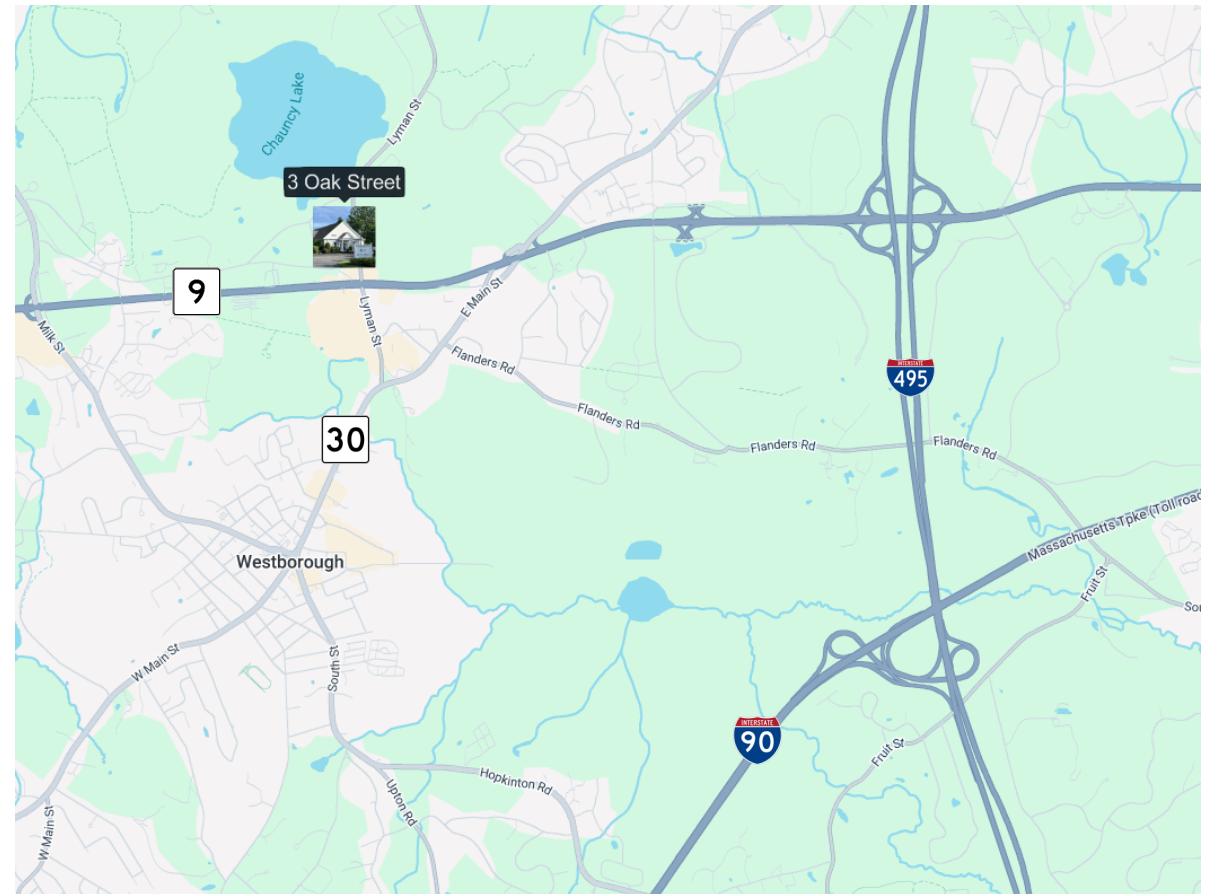 Chauncy Lake
Lyman St
3 Oak Street
9
Lyman St
E Main St
Milk St
Flanders Rd
INTERSTATE
495
Flanders Rd
30
Flanders Rd
Flanders Rd
Massachusetts Tpke (Toll road
Westborough
Fruit St
Sou
W Main St
South St
INTERSTATE
90
Fruit St
Hopkinton Rd
Upton Rd
W Main St